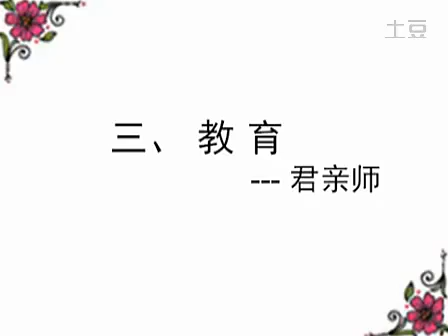 土豆
三、 教 育
--- 君亲师